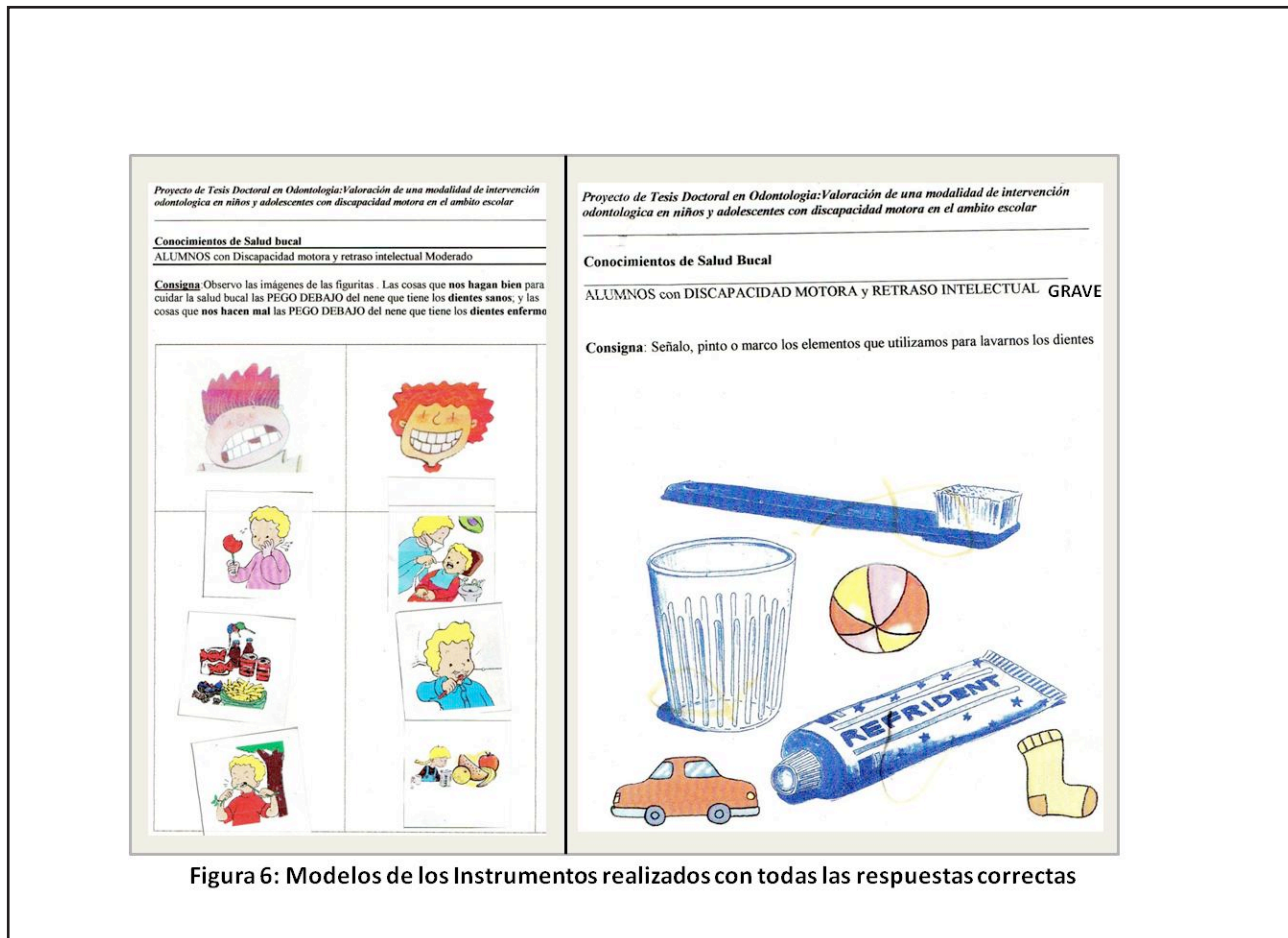 Proyecto de Tesis Doctoral en Odontologia:Valoración de una modalidad de intervención
odontologica en niños y adolescentes con discapacidad motora en el ambito escolar
Conocimientos de Salud bucal
ALUMNOS con Discapacidad motora y retraso intelectual Moderado
Consigna:Observo las imágenes de las figuritas . Las cosas que nos hagan bien para
cuidar la salud bucal las PEGO DEBAJO del nene que tiene los dientes sanos; y las
cosas que nos hacen mal las PEGO DEBAJO del nene que tiene los dientes enfermo
Proyecto de Tesis Doctoral en Odontologia:Valoración de una modalidad de intervención
odontologica en niños y adolescentes con discapacidad motora en el ambito escolar
Conocimientos de Salud Bucal
ALUMNOS con DISCAPACIDAD MOTORA y RETRASO INTELECTUAL GRAVE
Consigna: Señalo, pinto o marco los elementos que utilizamos para lavarnos los dientes
REFRIDENT
Figura 6: Modelos de los Instrumentos realizados con todas las respuestas correctas